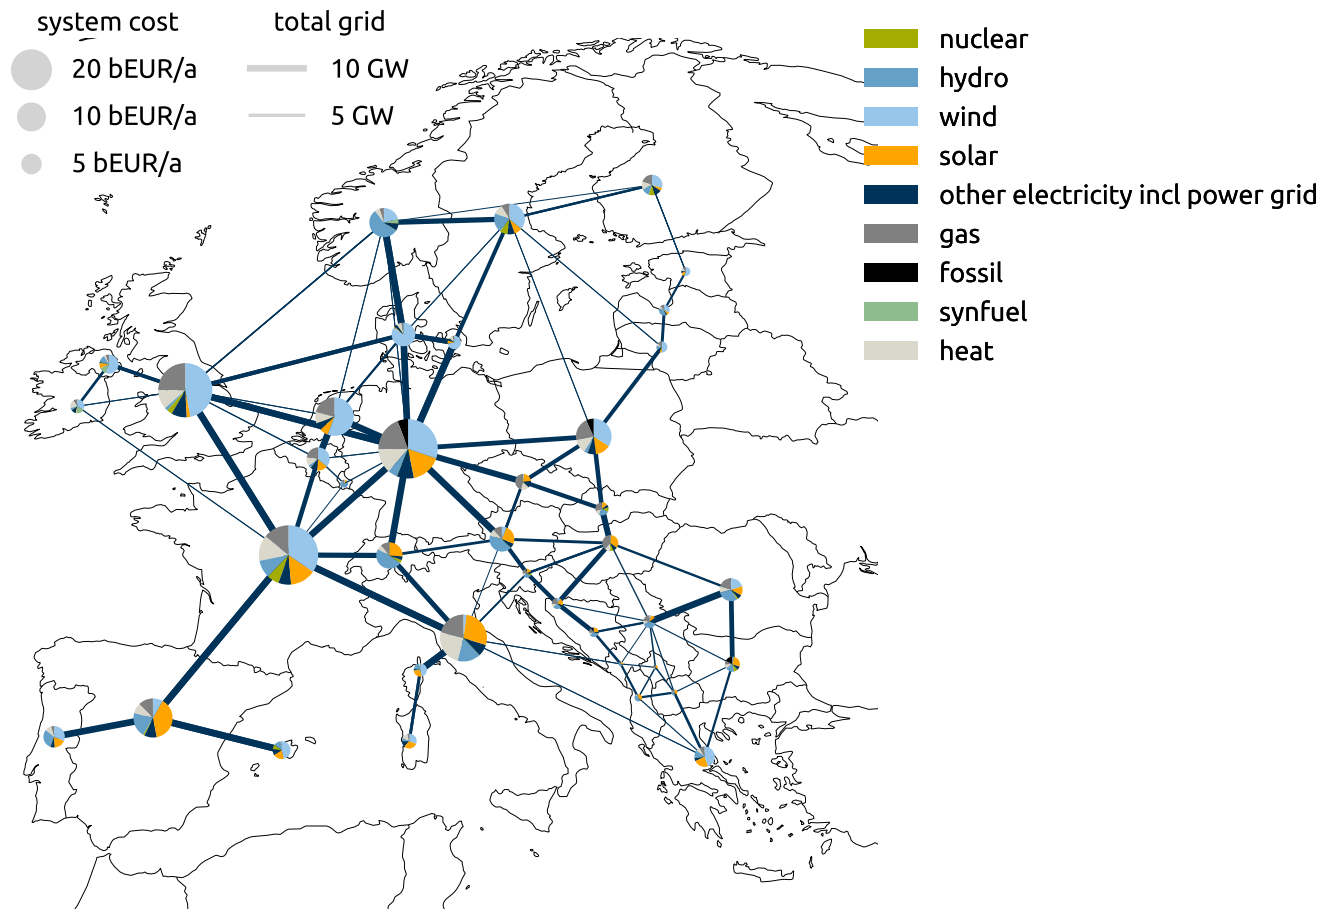 system cost
20 bEUR/a
10 bEUR/a
5 bEUR/a
total grid
10 GW
5 GW
nuclear
hydro
wind
solar
other electricity incl power grid
gas
fossil
synfuel
heat